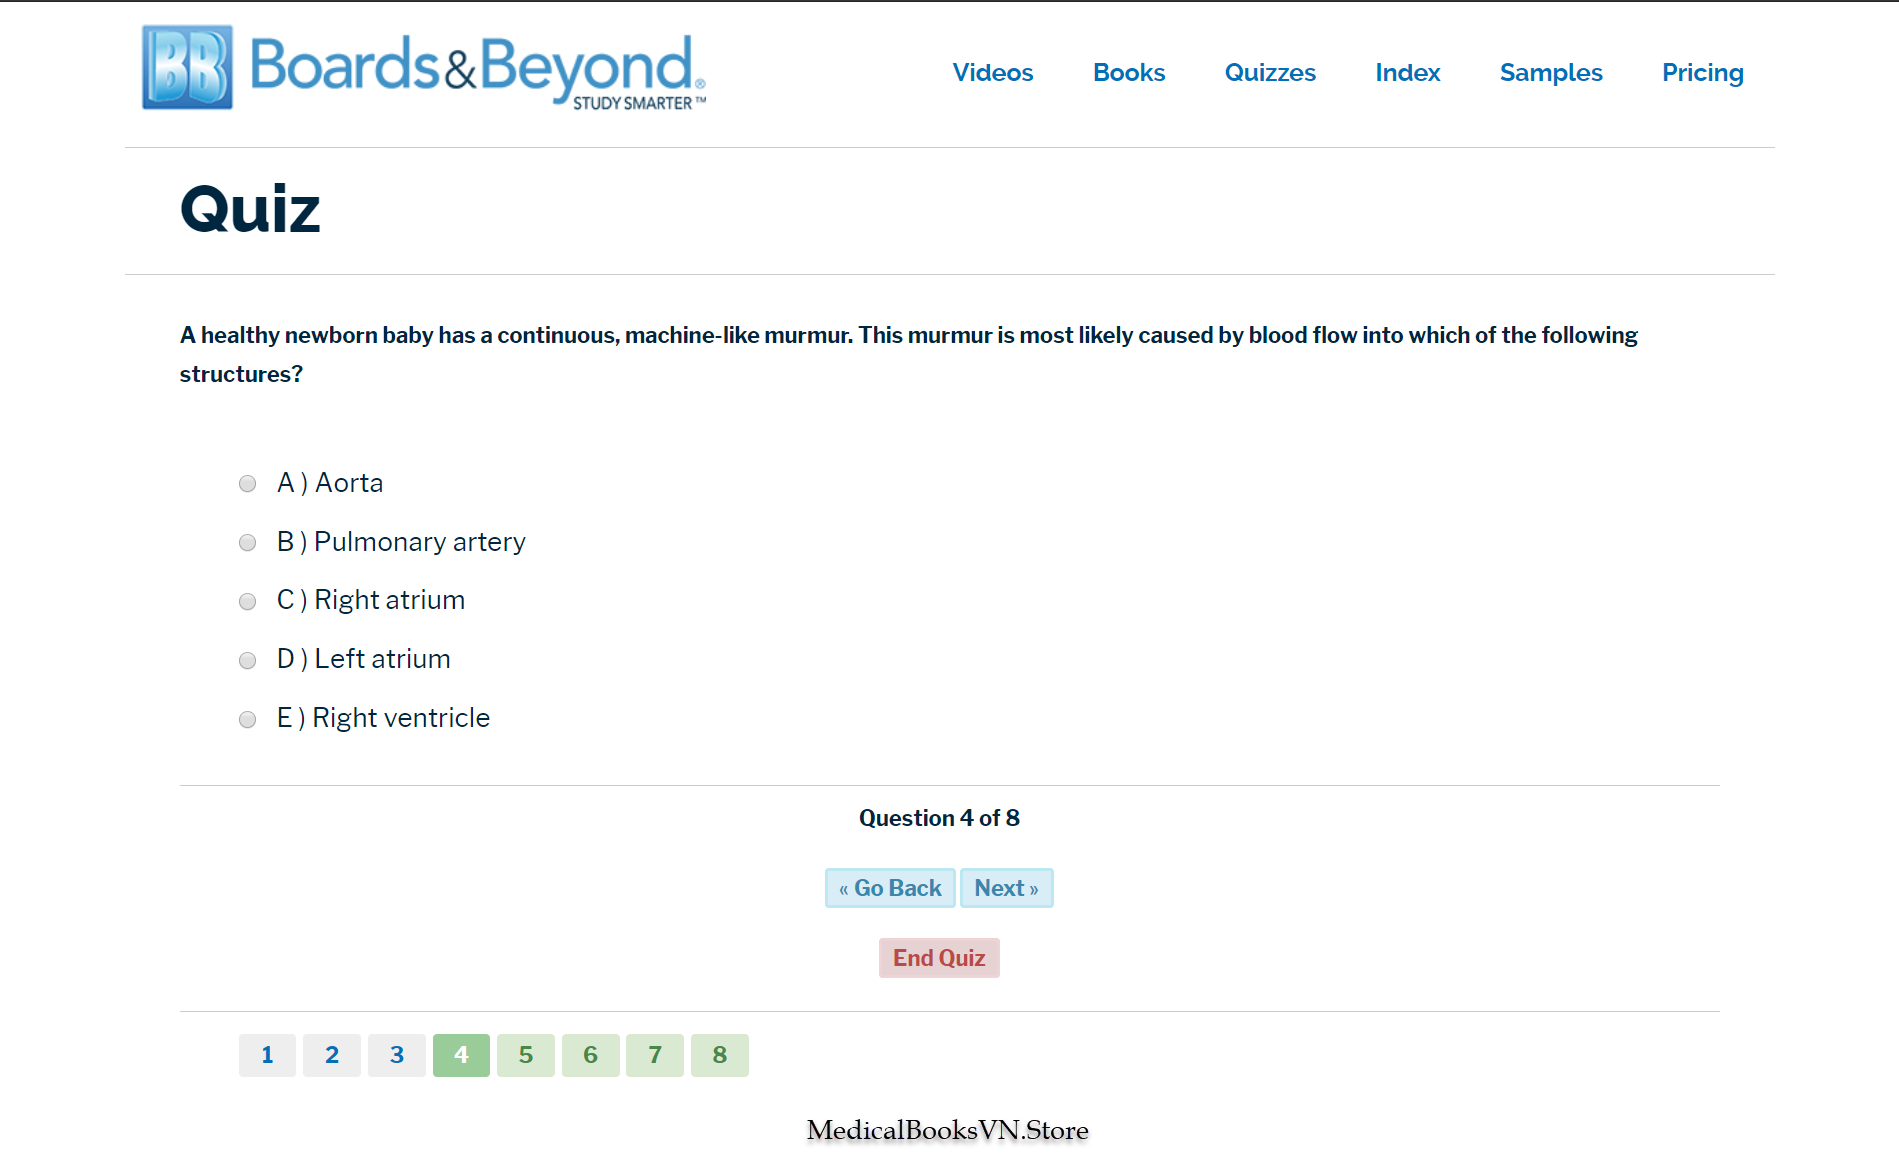 BB Boards&Beyond®
STUDY SMARTER™
Videos Books Quizzes Index Samples Pricing
Quiz
A healthy newborn baby has a continuous, machine-like murmur. This murmur is most likely caused by blood flow into which of the following
structures?
A ) Aorta
B ) Pulmonary artery
C ) Right atrium
D ) Left atrium
E ) Right ventricle
Question 4 of 8
« Go Back Next »
End Quiz
1 2 3 4 5 6 7 8
MedicalBooksVN.Store